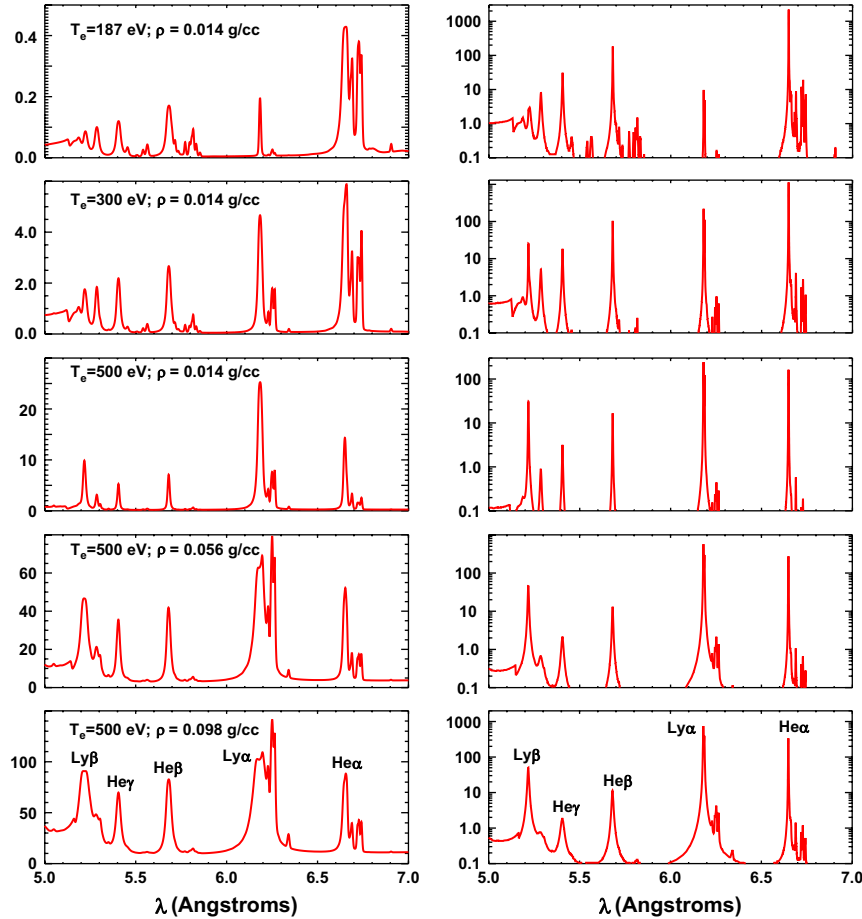 T_e=187 eV; ρ = 0.014 g/cc
0.4
0.2
0.0
1000
100
10
1.0
0.1
T_e=300 eV; ρ = 0.014 g/cc
4.0
2.0
0.0
100
10
1.0
0.1
T_e=500 eV; ρ = 0.014 g/cc
20
10
0
100
10
1.0
0.1
T_e=500 eV; ρ = 0.056 g/cc
60
40
20
0
100
10
1.0
0.1
T_e=500 eV; ρ = 0.098 g/cc
100
50
0
Lyβ
Heγ
Heβ
Lyα
Heα
1000
100
10
1.0
0.1
Lyβ
Heγ
Heβ
Lyα
Heα
5.0 5.5 6.0 6.5 7.0
5.0 5.5 6.0 6.5 7.0
λ (Angstroms)
λ (Angstroms)